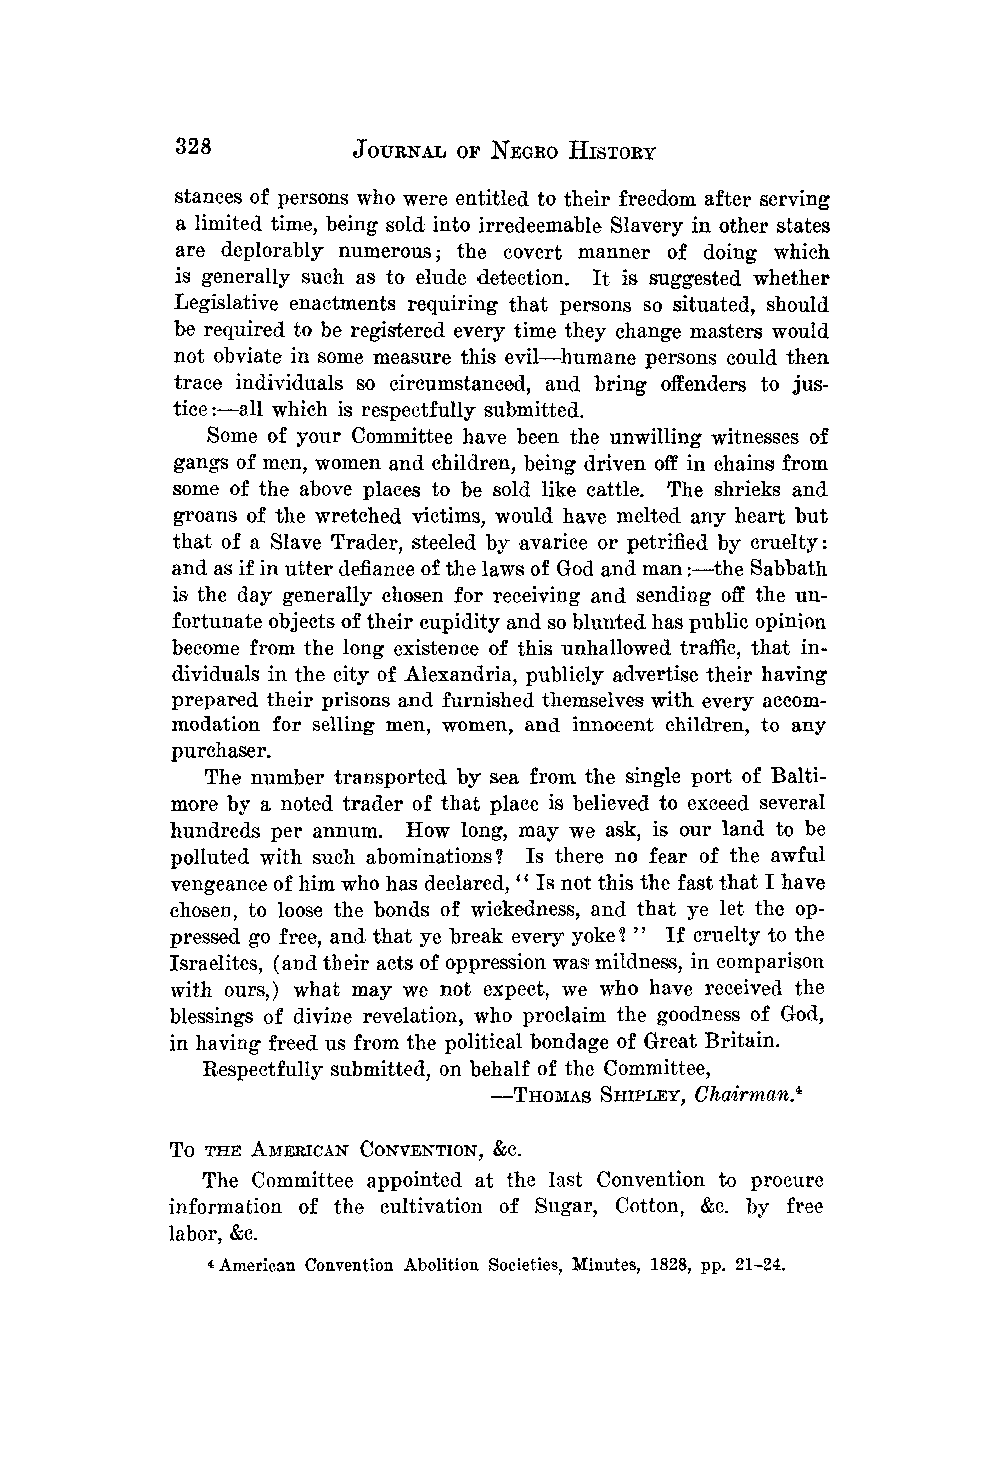 328 JOURNAL OF NEGRO HISTORY
stances of persons who were entitled to their freedom after serving
a limited time, being sold into irredeemable Slavery in other states
are deplorably numerous; the covert manner of doing which
is generally such as to elude detection. It is suggested whether
Legislative enactments requiring that persons so situated, should
be required to be registered every time they change masters would
not obviate in some measure this evil—humane persons could then
trace individuals so circumstanced, and bring offenders to jus-
tice:—all which is respectfully submitted.
Some of your Committee have been the unwilling witnesses of
gangs of men, women and children, being driven off in chains from
some of the above places to be sold like cattle. The shrieks and
groans of the wretched victims, would have melted any heart but
that of a Slave Trader, steeled by avarice or petrified by cruelty:
and as if in utter defiance of the laws of God and man;—the Sabbath
is the day generally chosen for receiving and sending off the un-
fortunate objects of their cupidity and so blunted has public opinion
become from the long existence of this unhallowed traffic, that in-
dividuals in the city of Alexandria, publicly advertise their having
prepared their prisons and furnished themselves with every accom-
modation for selling men, women, and innocent children, to any
purchaser.
The number transported by sea from the single port of Balti-
more by a noted trader of that place is believed to exceed several
hundreds per annum. How long, may we ask, is our land to be
polluted with such abominations? Is there no fear of the awful
vengeance of him who has declared, “ Is not this the fast that I have
chosen, to loose the bonds of wickedness, and that ye let the op-
pressed go free, and that ye break every yoke? ” If cruelty to the
Israelites, (and their acts of oppression was mildness, in comparison
with ours,) what may we not expect, we who have received the
blessings of divine revelation, who proclaim the goodness of God,
in having freed us from the political bondage of Great Britain.
Respectfully submitted, on behalf of the Committee,
—THOMAS SHIPLEY, Chairman.⁴
TO THE AMERICAN CONVENTION, &c.
The Committee appointed at the last Convention to procure
information of the cultivation of Sugar, Cotton, &c. by free
labor, &c.
⁴ American Convention Abolition Societies, Minutes, 1828, pp. 21–24.